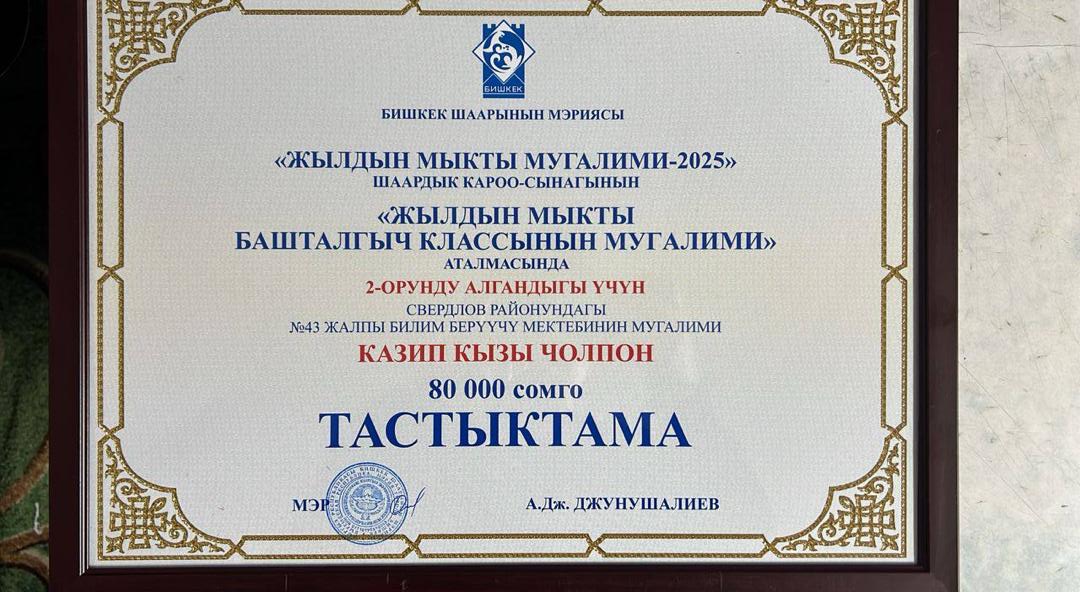 БИШКЕК
БИШКЕК ШААРЫНЫН МЭРИЯСЫ
«ЖЫЛДЫН МЫКТЫ МУГАЛИМИ-2025»
ШААРДЫК КАРОО-СЫНАГЫНЫН
«ЖЫЛДЫН МЫКТЫ
БАШТАЛГЫЧ КЛАССЫНЫН МУГАЛИМИ»
АТАЛМАСЫНДА
2-ОРУНДУ АЛГАНДЫГЫ ҮЧҮН
СВЕРДЛОВ РАЙОНУНДАГЫ
№43 ЖАЛПЫ БИЛИМ БЕРҮҮЧҮ МЕКТЕБИНИН МУГАЛИМИ
КАЗИП КЫЗЫ ЧОЛПОН
80 000 сомго
ТАСТЫКТАМА
МЭР А.Дж. ДЖУНУШАЛИЕВ